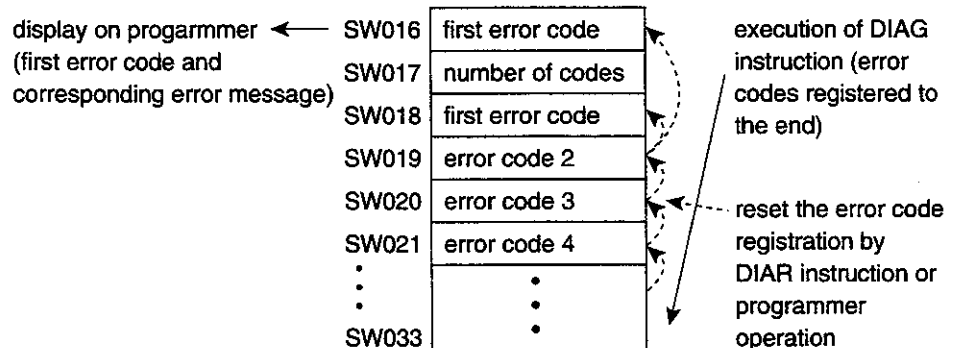 display on progarmmer
(first error code and
corresponding error message)
SW016 first error code
SW017 number of codes
SW018 first error code
SW019 error code 2
SW020 error code 3
SW021 error code 4
SW033
execution of DIAG
instruction (error
codes registered to
the end)
reset the error code
registration by
DIAR instruction or
programmer
operation